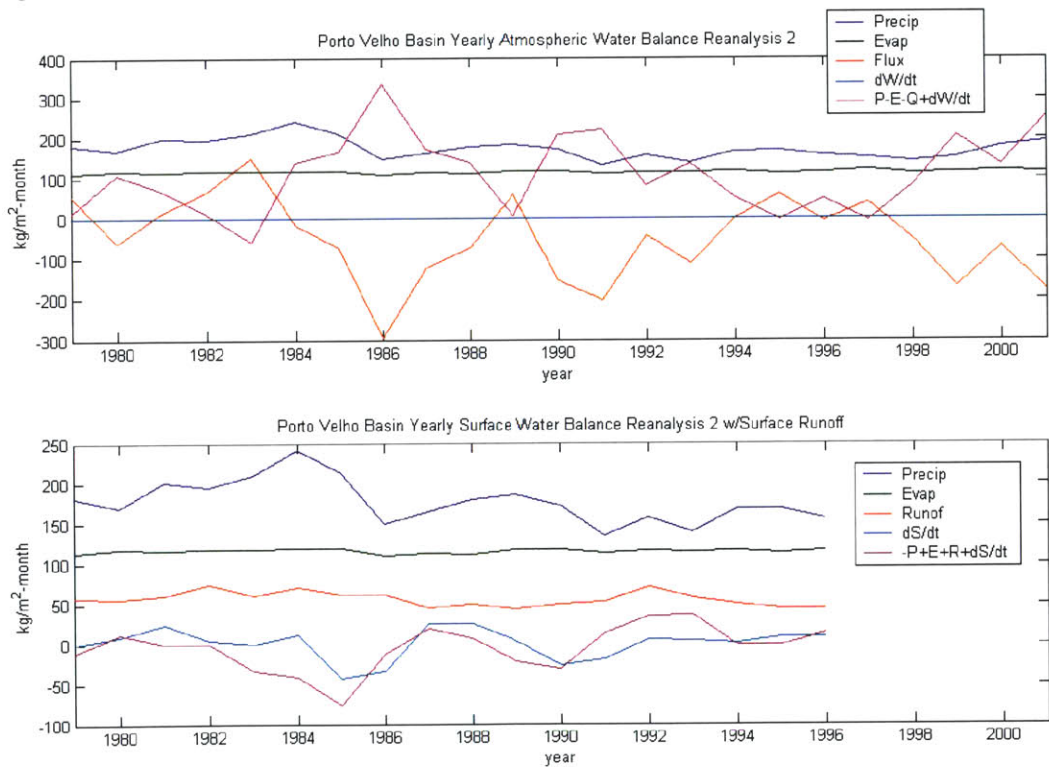 Porto Velho Basin Yearly Atmospheric Water Balance Reanalysis 2
Precip
Evap
Flux
dW/dt
P-E-Q+dW/dt
400
300
200
100
0
-100
-200
-300
kg/m²-month
1980 1982 1984 1986 1988 1990 1992 1994 1996 1998 2000
year
Porto Velho Basin Yearly Surface Water Balance Reanalysis 2 w/Surface Runoff
Precip
Evap
Runof
dS/dt
-P+E+R+dS/dt
250
200
150
100
50
0
-50
-100
kg/m²-month
1980 1982 1984 1986 1988 1990 1992 1994 1996 1998 2000
year